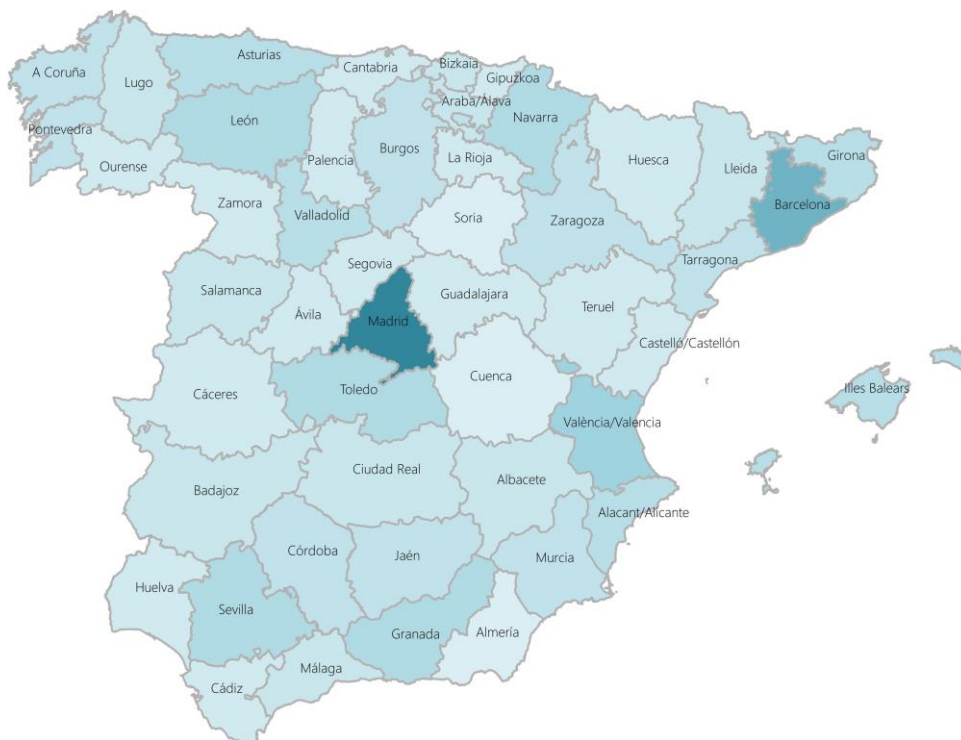 Asturias
Cantabria
Bizkaia
A Coruña
Lugo
Gipuzkoa
Araba/Álava
León
Navarra
Pontevedra
Palencia
Burgos
La Rioja
Huesca
Lleida
Girona
Ourense
Barcelona
Zamora
Valladolid
Soria
Zaragoza
Segovia
Tarragona
Salamanca
Guadalajara
Ávila
Madrid
Teruel
Castelló/Castellón
Cáceres
Toledo
Cuenca
Illes Balears
València/Valencia
Ciudad Real
Badajoz
Albacete
Alacant/Alicante
Córdoba
Jaén
Murcia
Huelva
Sevilla
Granada
Almería
Málaga
Cádiz